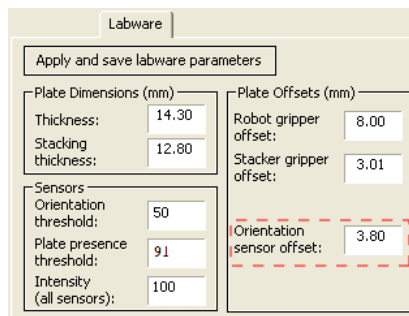 Labware
Apply and save labware parameters
Plate Dimensions (mm)
Thickness: 14.30
Stacking
thickness: 12.80
Sensors
Orientation
threshold: 50
Plate presence
threshold: 91
Intensity
(all sensors): 100
Plate Offsets (mm)
Robot gripper
offset: 8.00
Stacker gripper
offset: 3.01
Orientation
sensor offset: 3.80